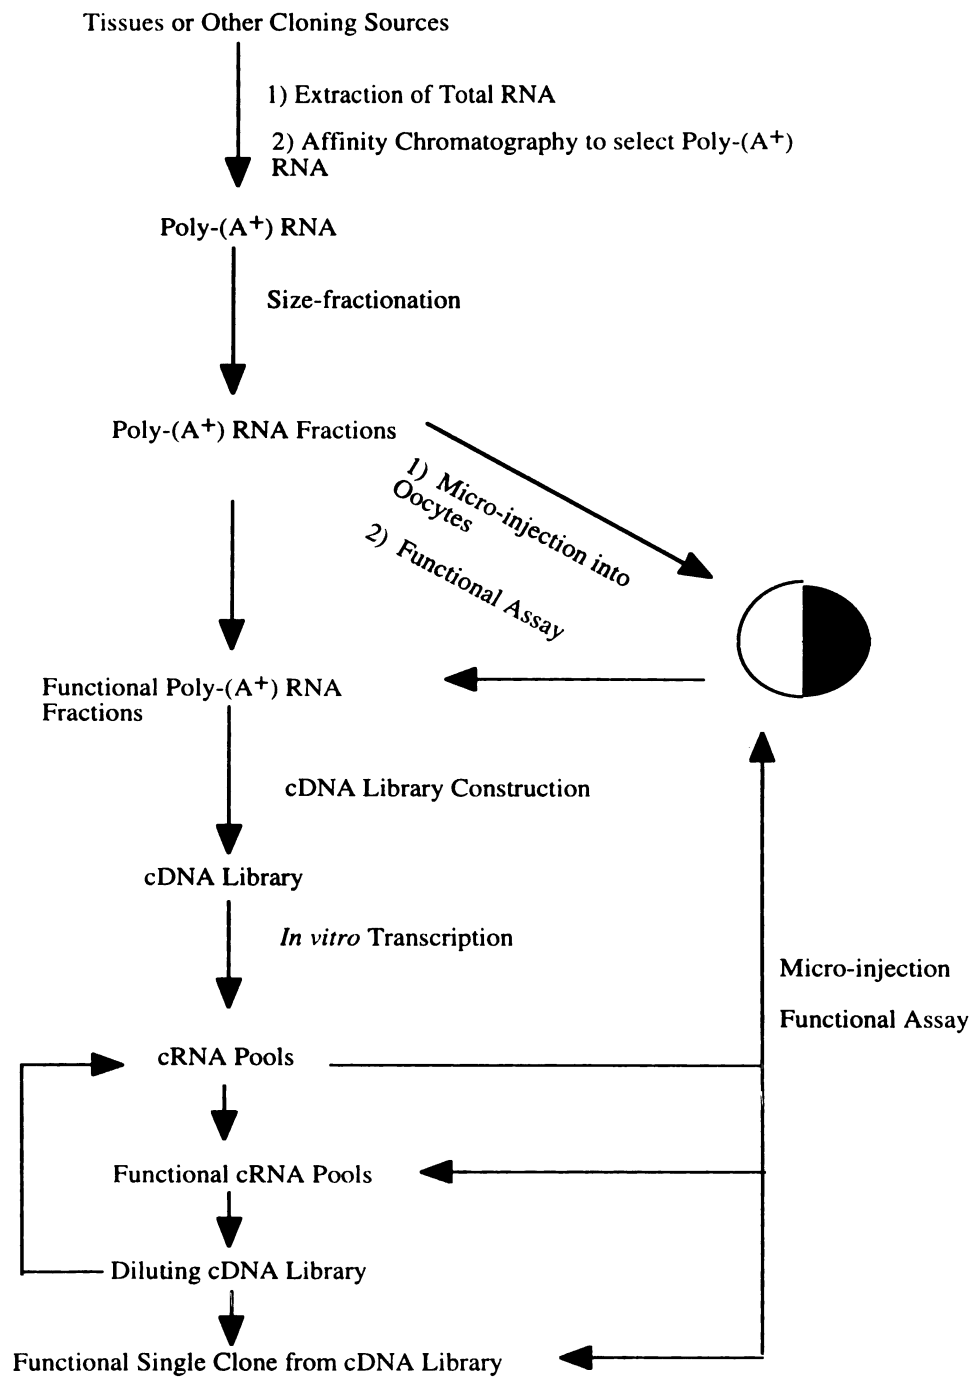 Tissues or Other Cloning Sources
1) Extraction of Total RNA
2) Affinity Chromatography to select Poly-(A+)
RNA
Poly-(A+) RNA
Size-fractionation
Poly-(A+) RNA Fractions
1) Micro-injection into
Oocytes
2) Functional Assay
Functional Poly-(A+) RNA
Fractions
cDNA Library Construction
cDNA Library
In vitro Transcription
Micro-injection
Functional Assay
cRNA Pools
Functional cRNA Pools
Diluting cDNA Library
Functional Single Clone from cDNA Library